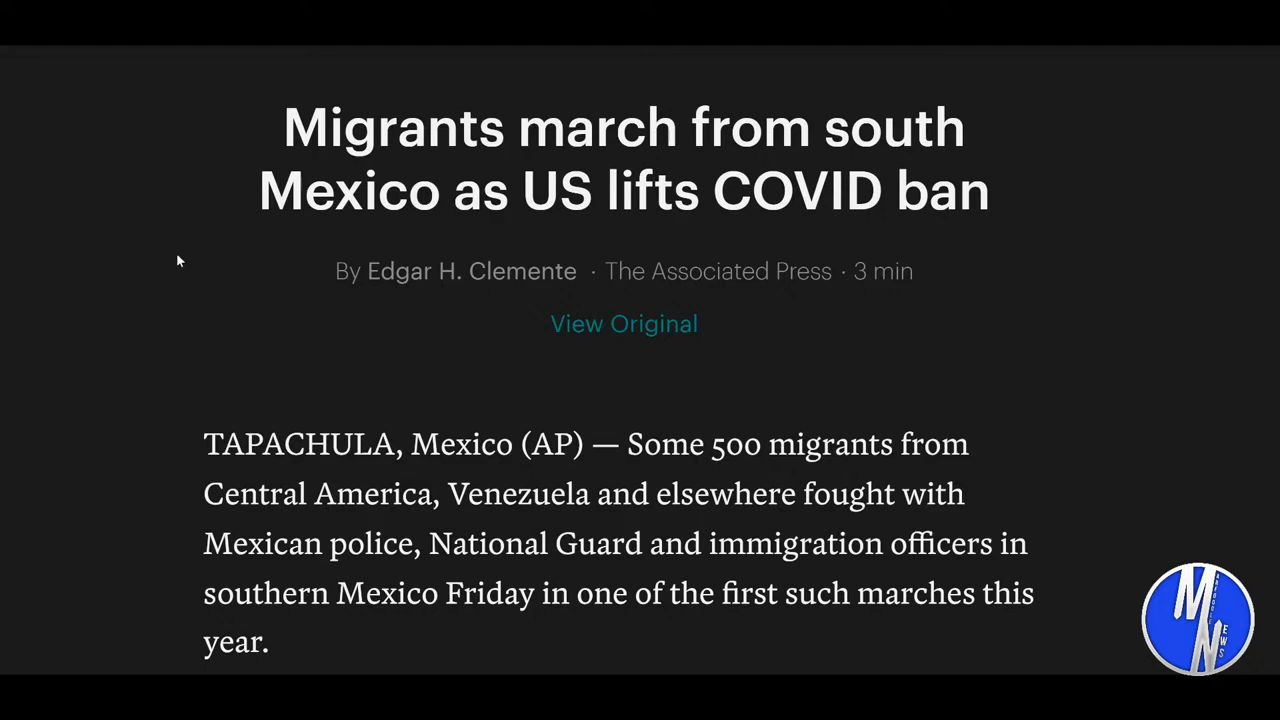 Migrants march from south
Mexico as US lifts COVID ban
By Edgar H. Clemente · The Associated Press · 3 min
View Original
TAPACHULA, Mexico (AP) — Some 500 migrants from
Central America, Venezuela and elsewhere fought with
Mexican police, National Guard and immigration officers in
southern Mexico Friday in one of the first such marches this
year.